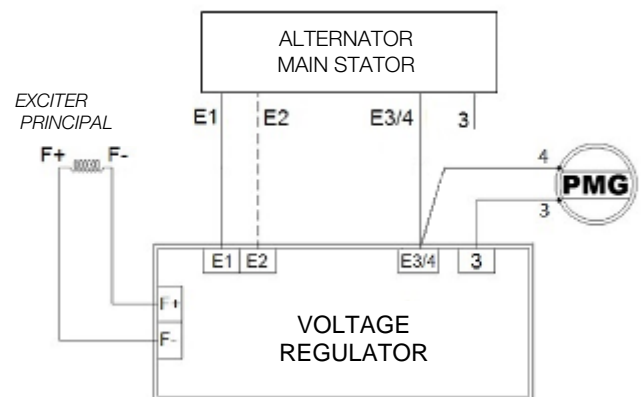 ALTERNATOR
MAIN STATOR
EXCITER
PRINCIPAL
E1 E2 E3/4 3
F+ F-
4
PMG
3
E1 E2 E3/4 3
F+
F-
VOLTAGE
REGULATOR